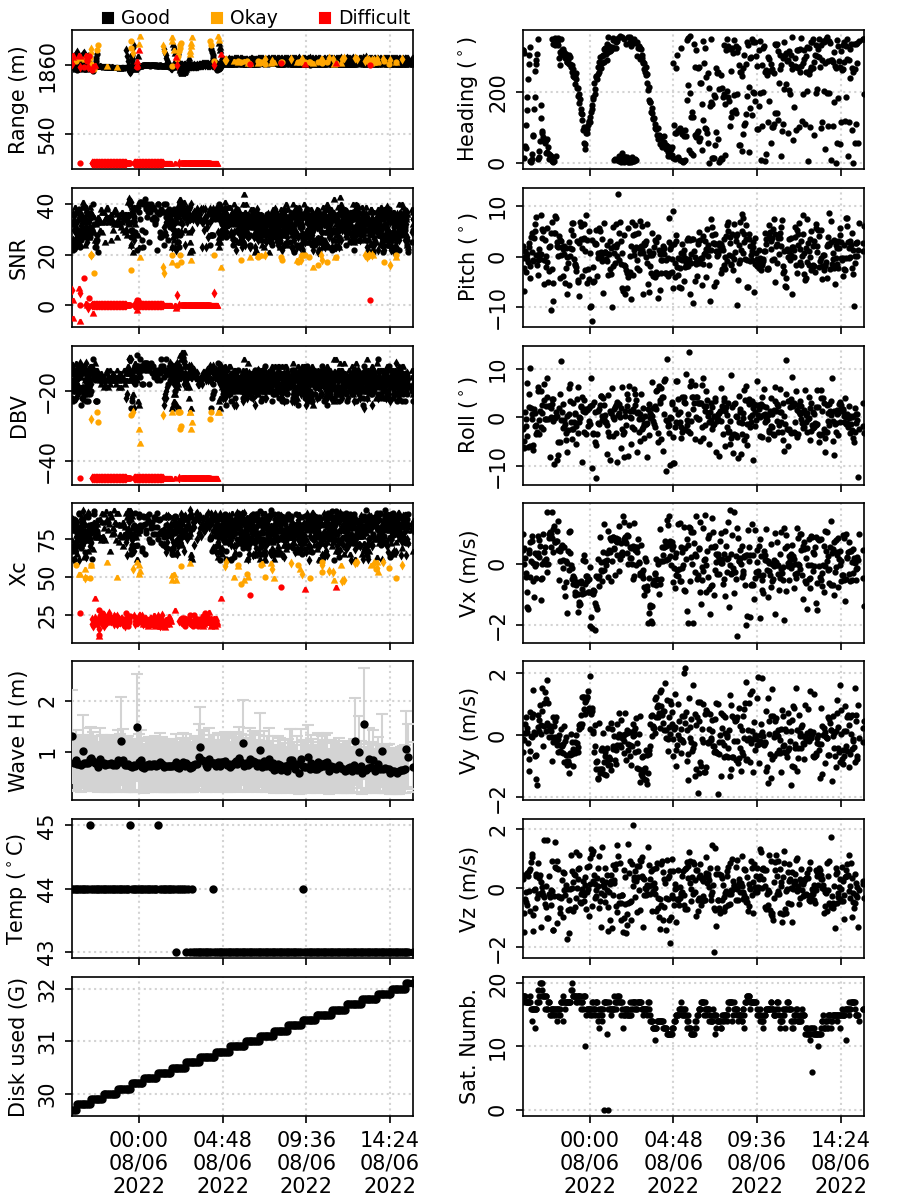 Good Okay Difficult
Range (m)
1860
540
Heading (°)
200
0
SNR
40
20
0
Pitch (°)
10
0
−10
DBV
−20
−40
Roll (°)
10
0
−10
Xc
75
50
25
Vx (m/s)
0
−2
Wave H (m)
2
1
Vy (m/s)
2
0
−2
Temp (°C)
45
44
43
Vz (m/s)
2
0
−2
Disk used (G)
32
31
30
Sat. Numb.
20
10
0
00:00 04:48 09:36 14:24
08/06 08/06 08/06 08/06
2022 2022 2022 2022
00:00 04:48 09:36 14:24
08/06 08/06 08/06 08/06
2022 2022 2022 2022